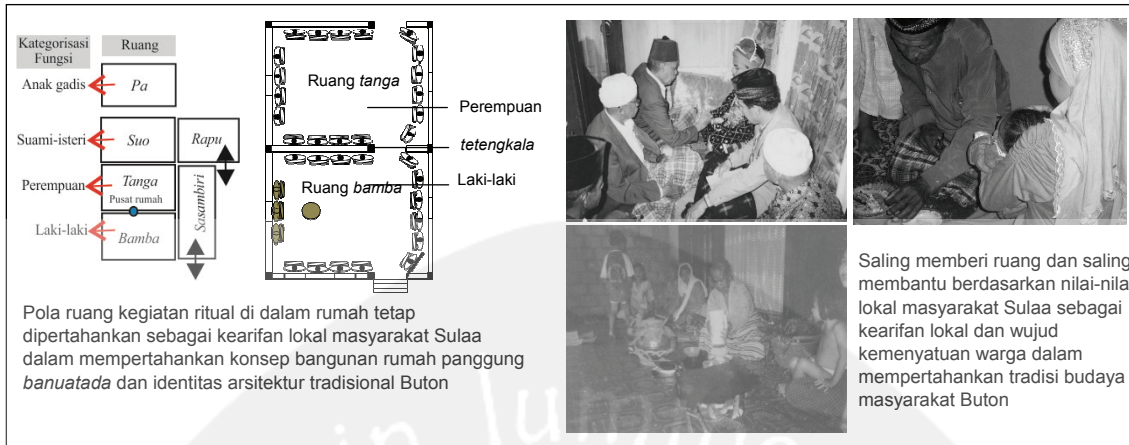 Kategorisasi
Fungsi
Ruang
Anak gadis
Pa
Suami-isteri
Suo
Rapu
Perempuan
Tanga
Pusat rumah
Sasambiri
Laki-laki
Bamba
Ruang tanga
Perempuan
tetengkala
Ruang bamba
Laki-laki
Pola ruang kegiatan ritual di dalam rumah tetap
dipertahankan sebagai kearifan lokal masyarakat Sulaa
dalam mempertahankan konsep bangunan rumah panggung
banuatada dan identitas arsitektur tradisional Buton
Saling memberi ruang dan saling
membantu berdasarkan nilai-nila
lokal masyarakat Sulaa sebagai
kearifan lokal dan wujud
kemenyatuan warga dalam
mempertahankan tradisi budaya
masyarakat Buton
in